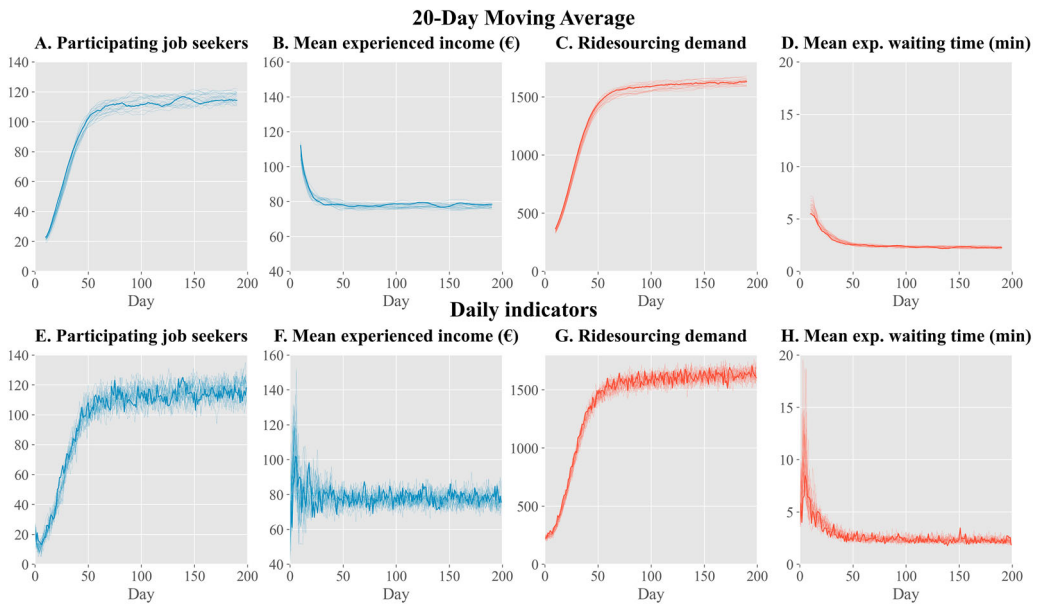 20-Day Moving Average
A. Participating job seekers
B. Mean experienced income (€)
C. Ridesourcing demand
D. Mean exp. waiting time (min)
140
120
100
80
60
40
20
0
0 50 100 150 200
Day
160
140
120
100
80
60
40
0 50 100 150 200
Day
1500
1000
500
0
0 50 100 150 200
Day
20
15
10
5
0
0 50 100 150 200
Day
Daily indicators
E. Participating job seekers
F. Mean experienced income (€)
G. Ridesourcing demand
H. Mean exp. waiting time (min)
140
120
100
80
60
40
20
0
0 50 100 150 200
Day
160
140
120
100
80
60
40
0 50 100 150 200
Day
1500
1000
500
0
0 50 100 150 200
Day
20
15
10
5
0
0 50 100 150 200
Day